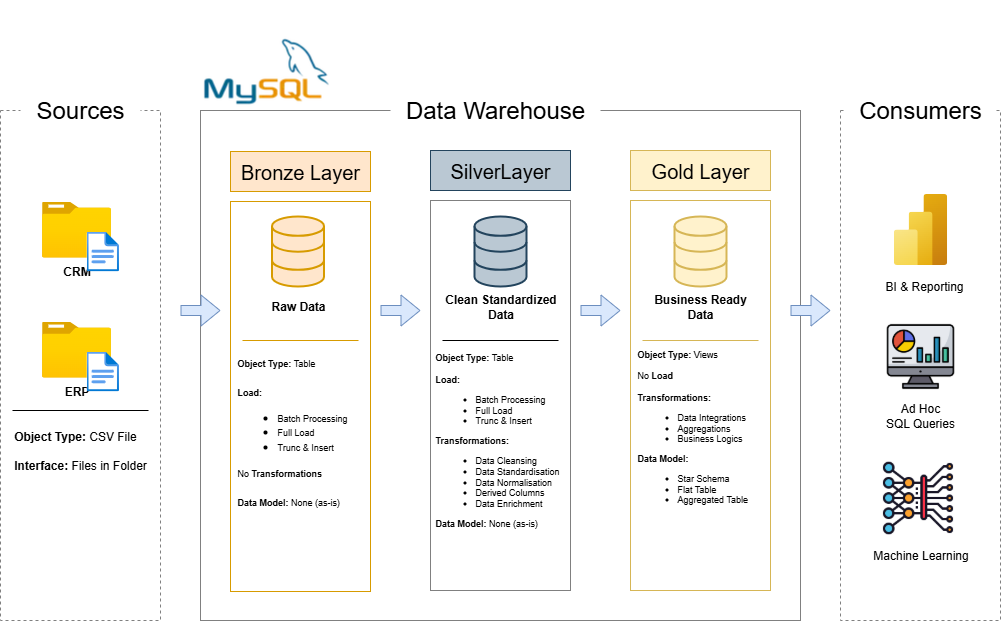 MySQL
Sources
Data Warehouse
Consumers
CRM
ERP
Object Type: CSV File
Interface: Files in Folder
Bronze Layer
Raw Data
Object Type: Table
Load:
Batch Processing
Full Load
Trunc & Insert
No Transformations
Data Model: None (as-is)
SilverLayer
Clean Standardized
Data
Object Type: Table
Load:
Batch Processing
Full Load
Trunc & Insert
Transformations:
Data Cleansing
Data Standardisation
Data Normalisation
Derived Columns
Data Enrichment
Data Model: None (as-is)
Gold Layer
Business Ready
Data
Object Type: Views
No Load
Transformations:
Data Integrations
Aggregations
Business Logics
Data Model:
Star Schema
Flat Table
Aggregated Table
BI & Reporting
Ad Hoc
SQL Queries
Machine Learning